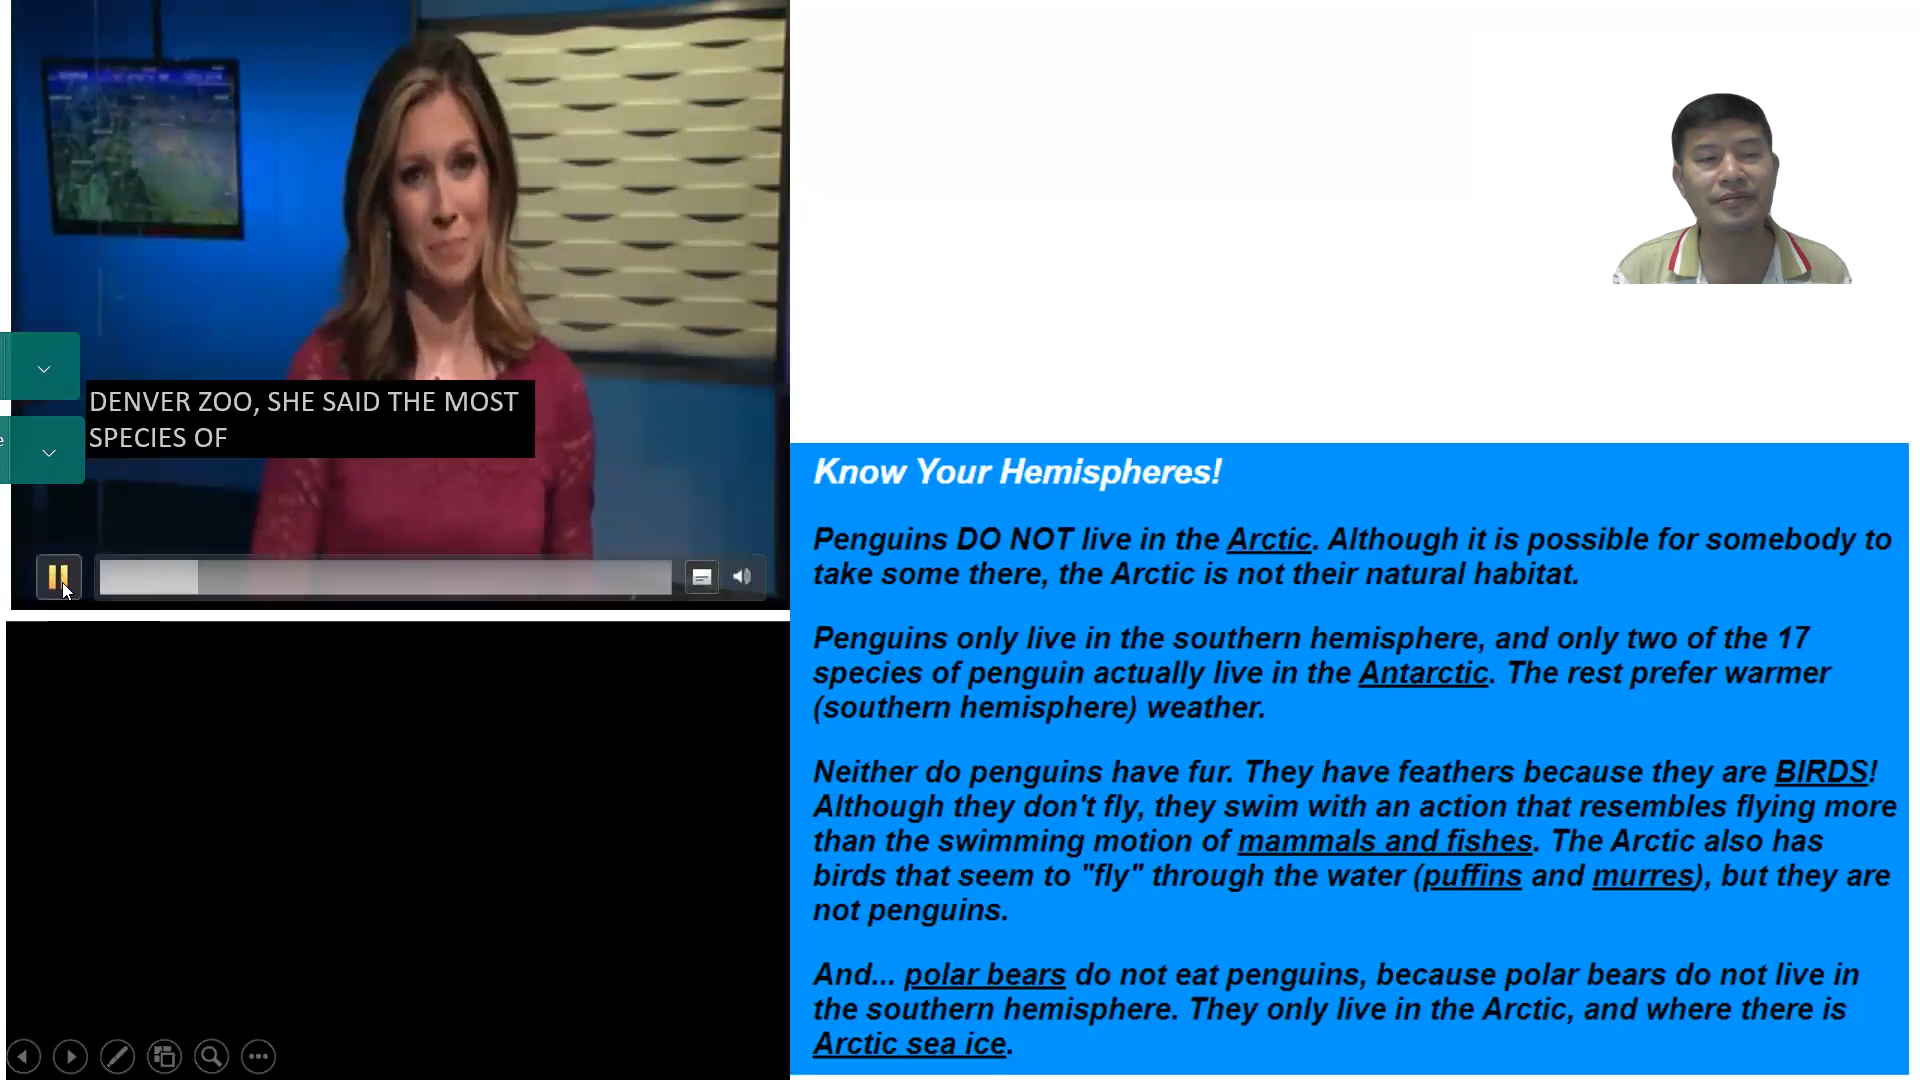 DENVER ZOO, SHE SAID THE MOST
SPECIES OF
e
Know Your Hemispheres!
Penguins DO NOT live in the Arctic. Although it is possible for somebody to
take some there, the Arctic is not their natural habitat.
Penguins only live in the southern hemisphere, and only two of the 17
species of penguin actually live in the Antarctic. The rest prefer warmer
(southern hemisphere) weather.
Neither do penguins have fur. They have feathers because they are BIRDS!
Although they don't fly, they swim with an action that resembles flying more
than the swimming motion of mammals and fishes. The Arctic also has
birds that seem to "fly" through the water (puffins and murres), but they are
not penguins.
And... polar bears do not eat penguins, because polar bears do not live in
the southern hemisphere. They only live in the Arctic, and where there is
Arctic sea ice.